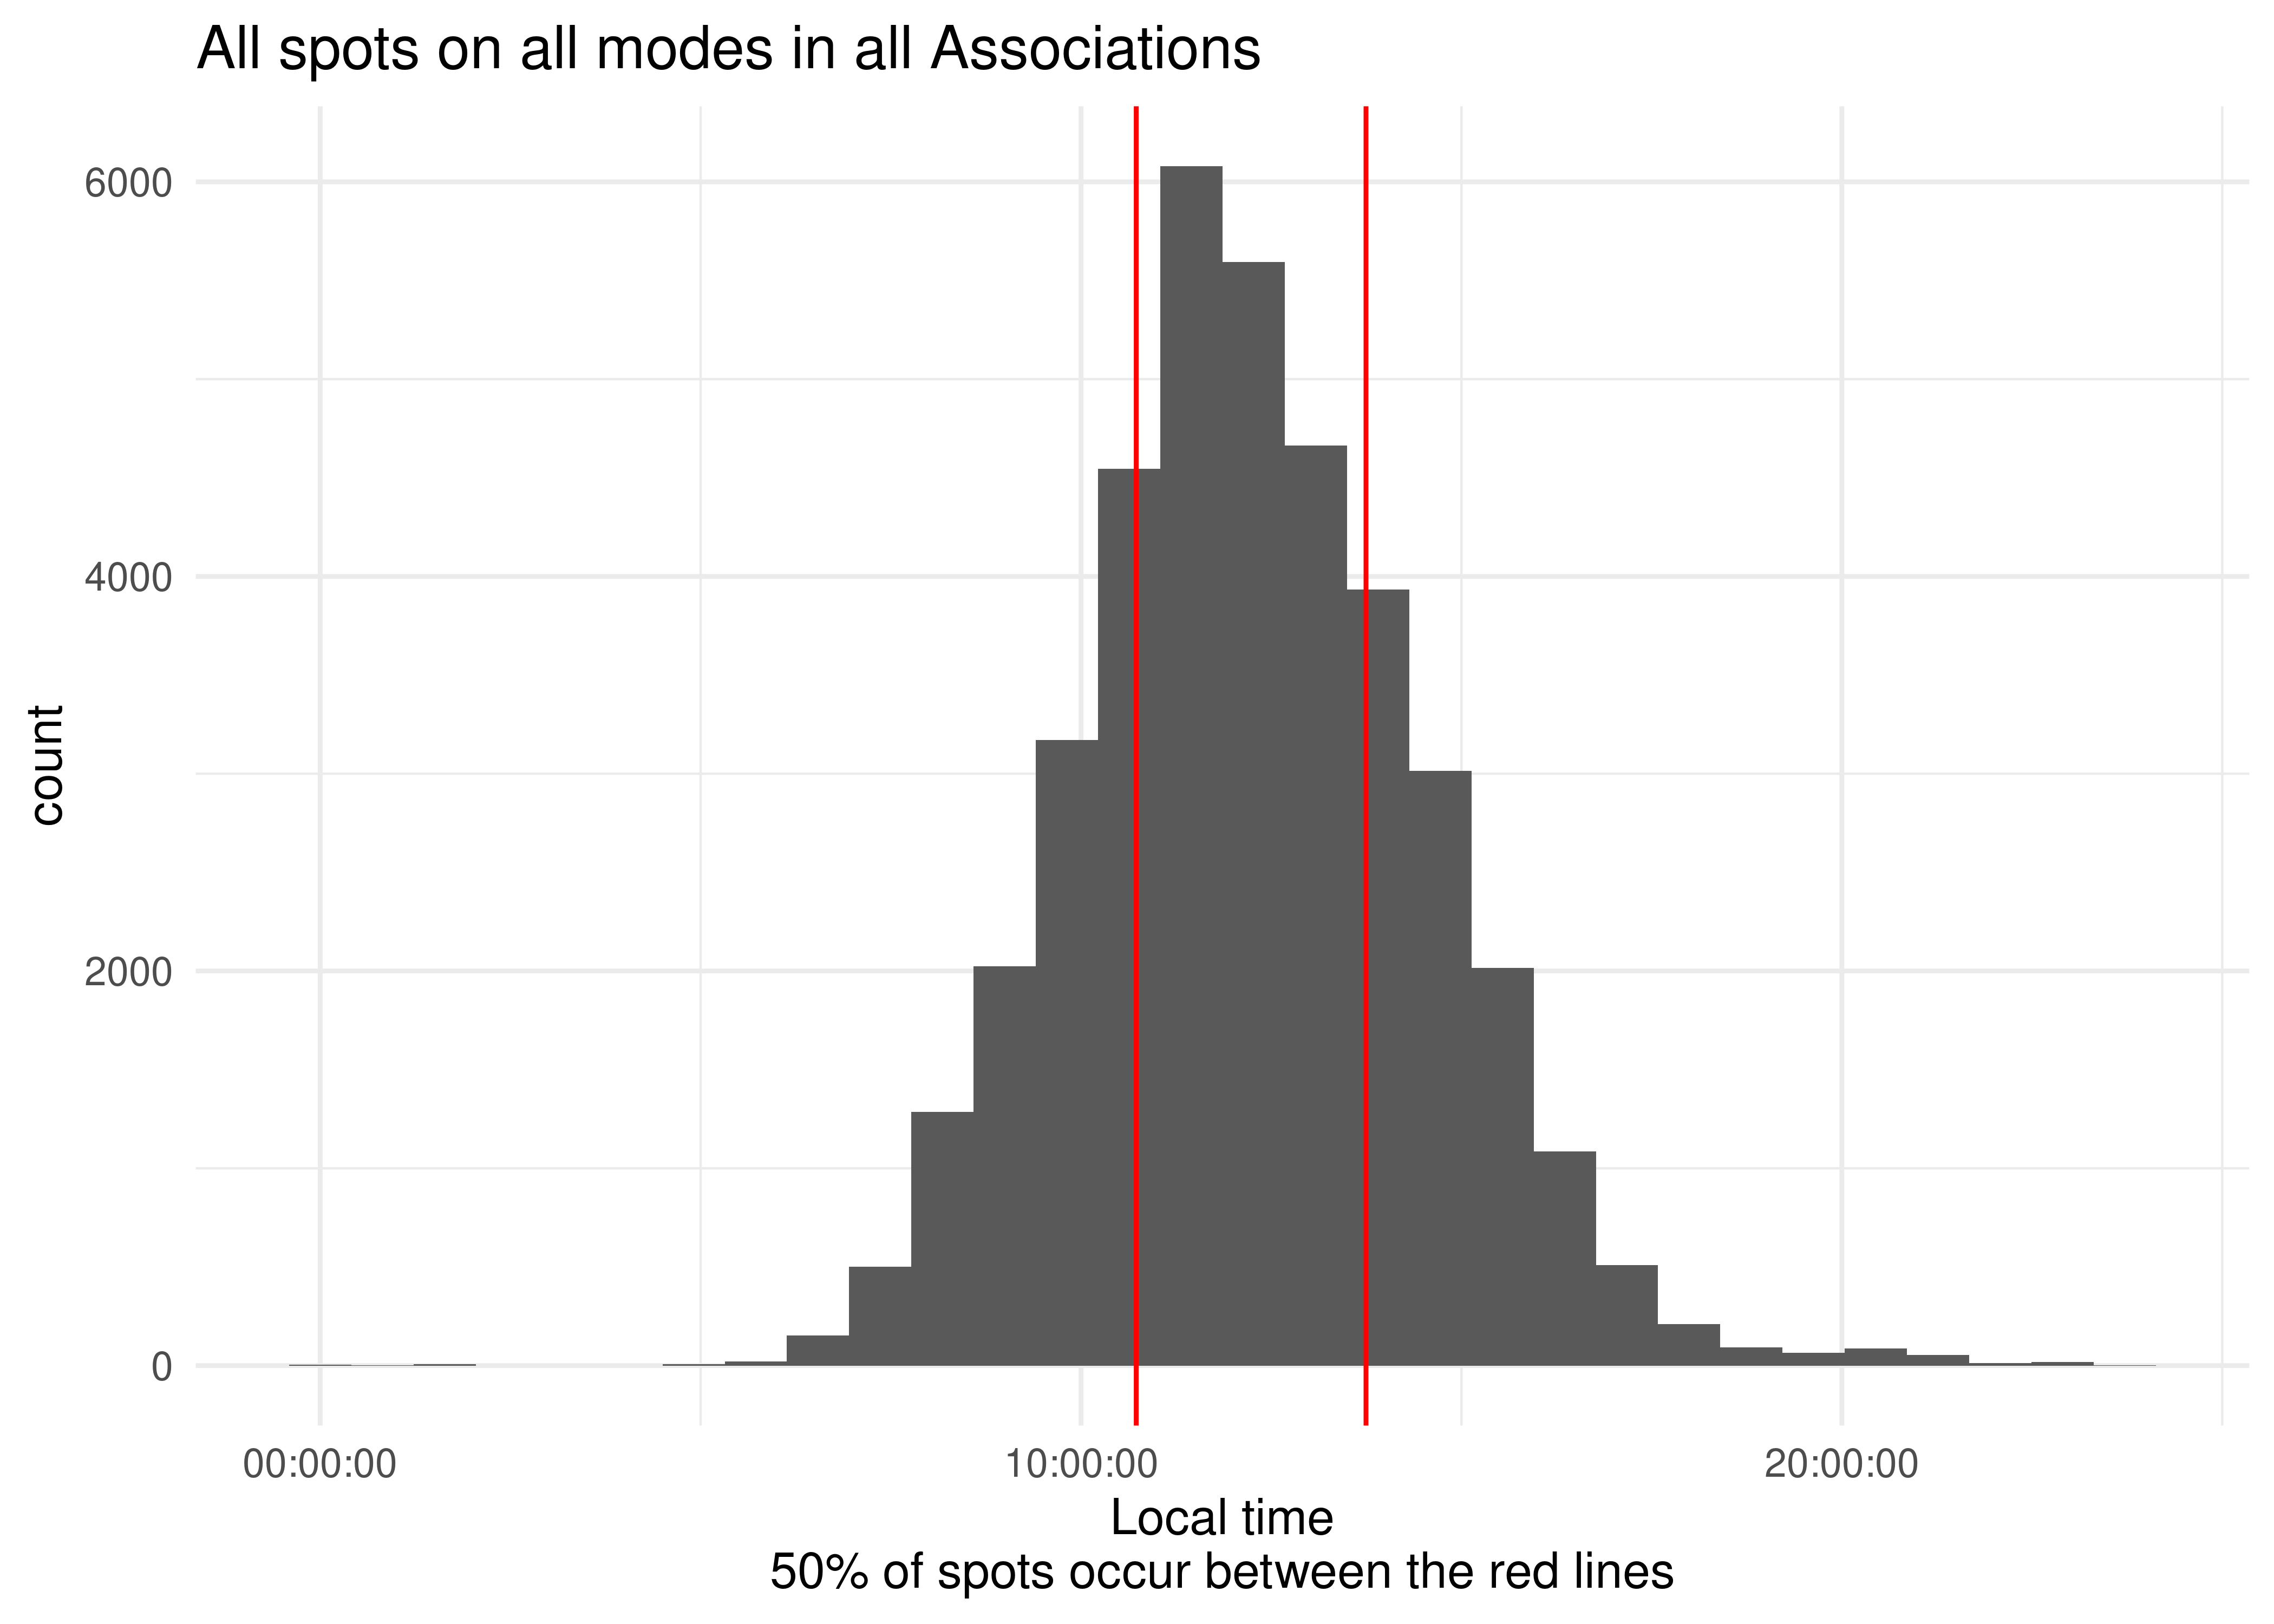 All spots on all modes in all Associations
6000
4000
2000
0
count
00:00:00
10:00:00
20:00:00
Local time
50% of spots occur between the red lines